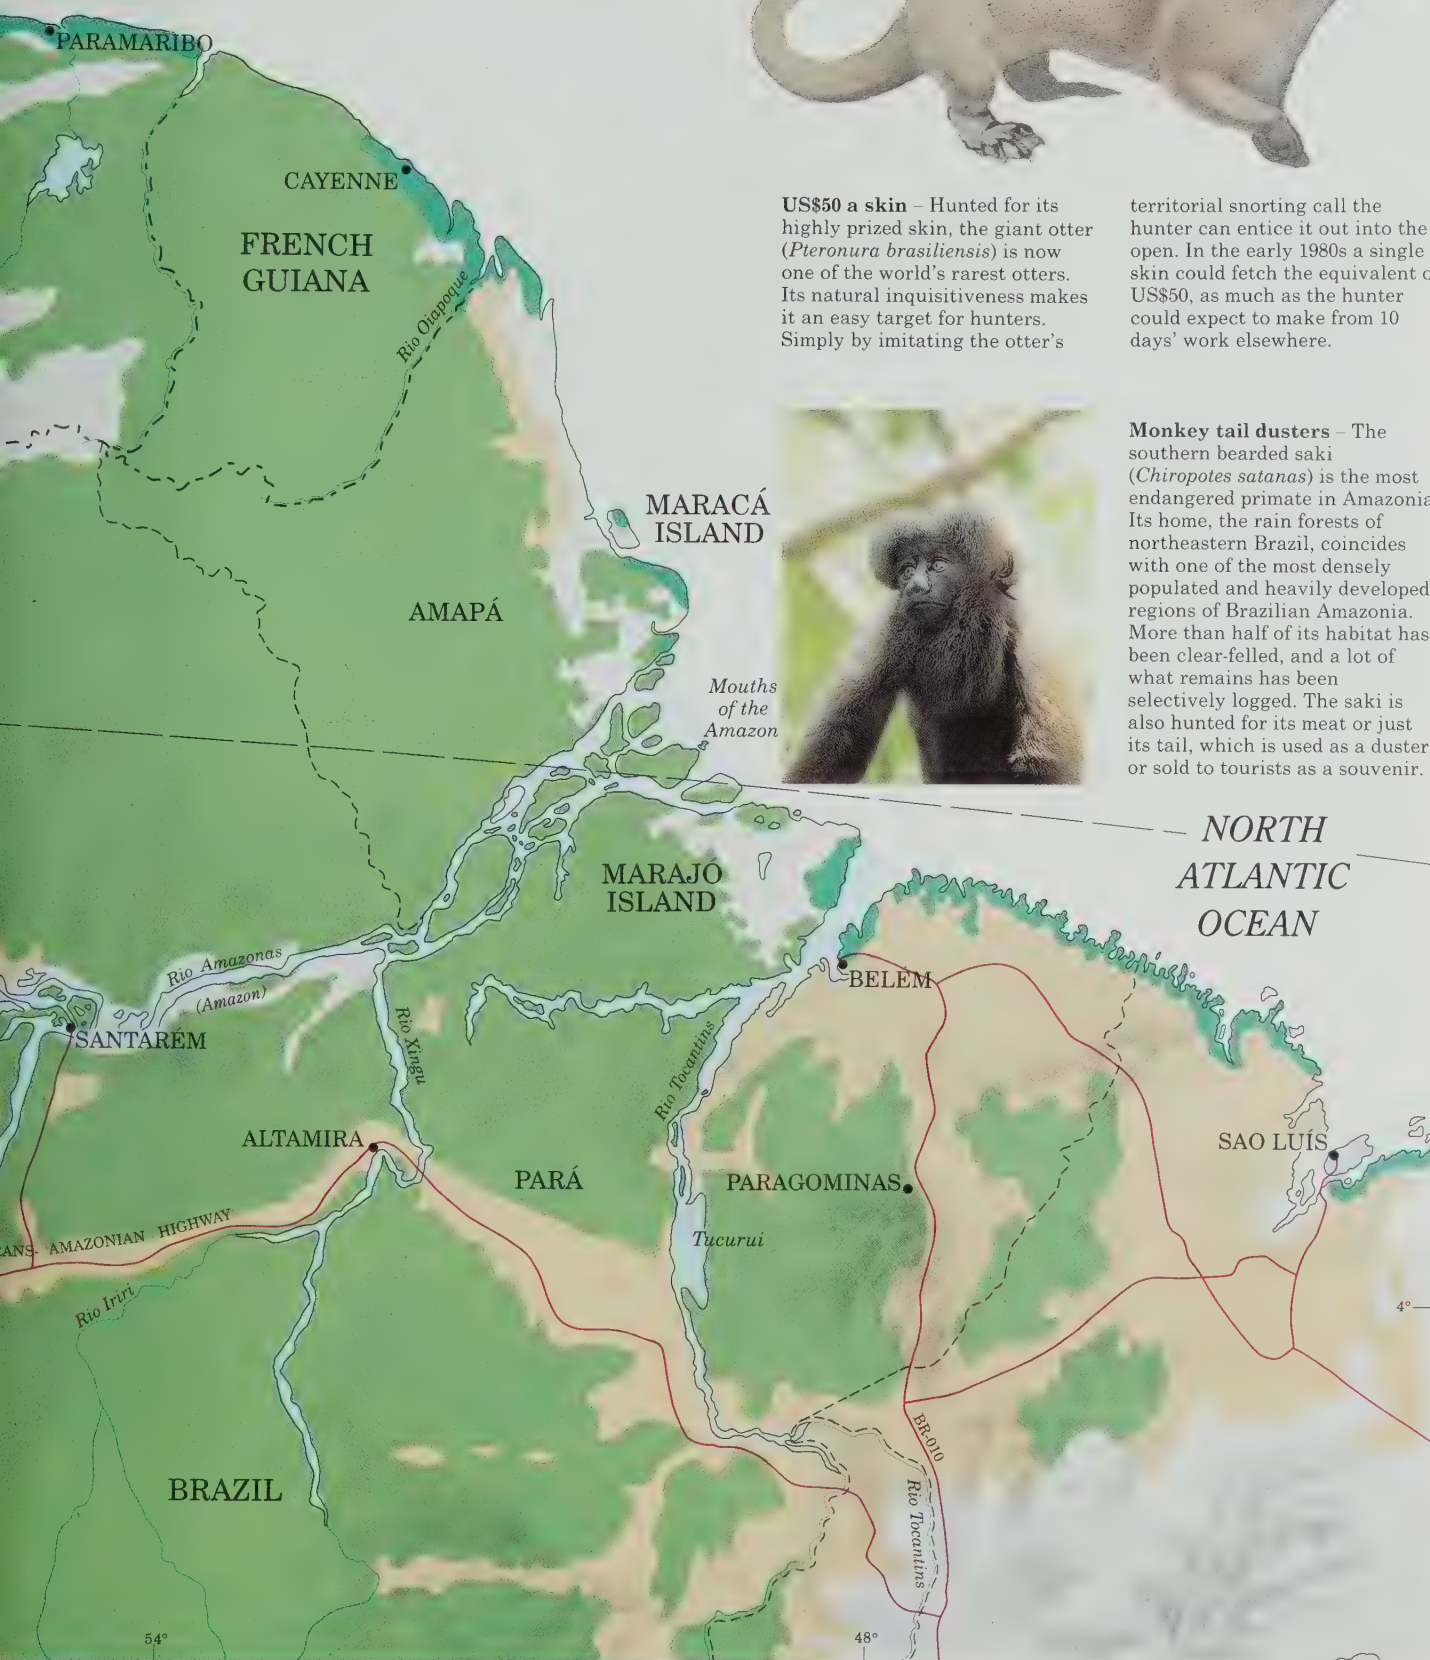 PARAMARIBO
CAYENNE
FRENCH
GUIANA
Rio Oiapoque
US$50 a skin – Hunted for its
highly prized skin, the giant otter
(Pteronura brasiliensis) is now
one of the world's rarest otters.
Its natural inquisitiveness makes
it an easy target for hunters.
Simply by imitating the otter's
territorial snorting call the
hunter can entice it out into the
open. In the early 1980s a single
skin could fetch the equivalent
US$50, as much as the hunter
could expect to make from 10
days' work elsewhere.
Monkey tail dusters – The
southern bearded saki
(Chiropotes satanas) is the most
endangered primate in Amazonia
Its home, the rain forests of
northeastern Brazil, coincides
with one of the most densely
populated and heavily developed
regions of Brazilian Amazonia.
More than half of its habitat has
been clear-felled, and a lot of
what remains has been
selectively logged. The saki is
also hunted for its meat or just
its tail, which is used as a duster
or sold to tourists as a souvenir.
MARACÁ
ISLAND
AMAPÁ
Mouths
of the
Amazon
NORTH
ATLANTIC
OCEAN
MARAJÓ
ISLAND
Rio Amazonas
(Amazon)
BELÉM
SANTARÉM
Rio Xingu
Rio Tocantins
ALTAMIRA
PARÁ
PARAGOMINAS
SAO LUÍS
AMAZONIAN HIGHWAY
Tucurui
Rio Iriri
4°
BR-010
BRAZIL
Rio Tocantins
54°
48°